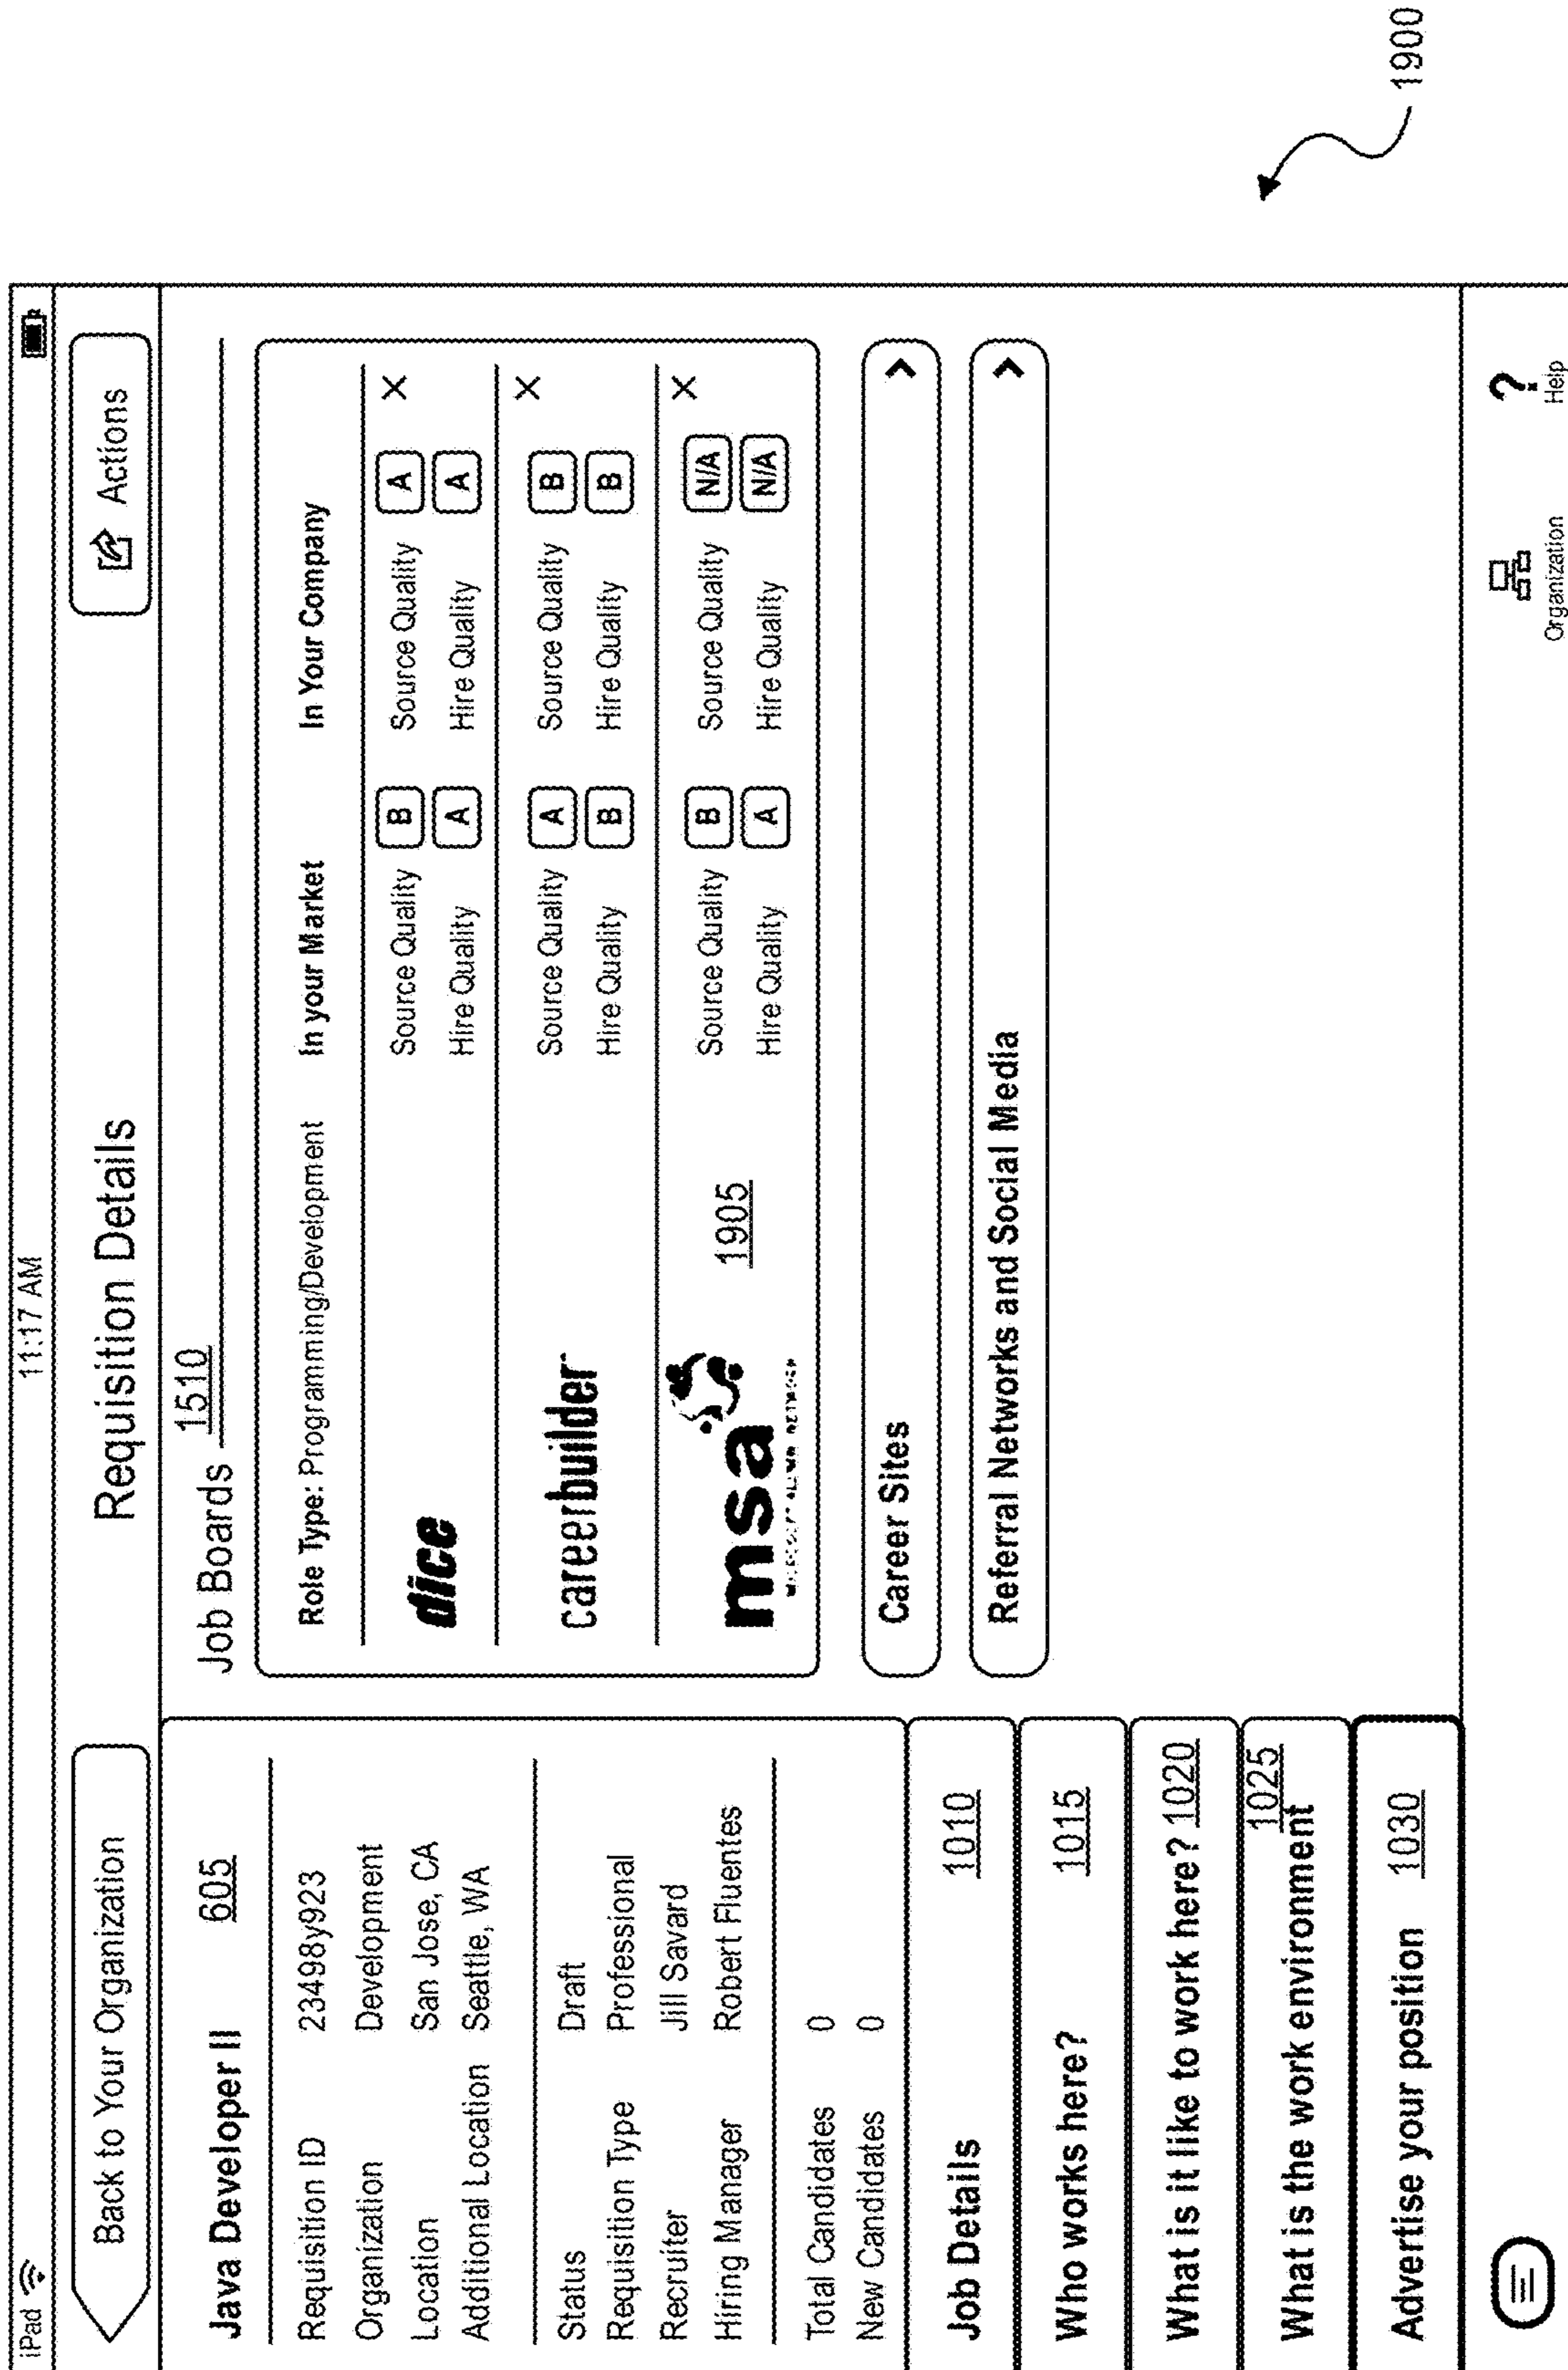 iPad
11:17 AM
Back to Your Organization
Requisition Details
Actions
Java Developer II 605
Requisition ID 23498y923
Organization Development
Location San Jose, CA
Additional Location Seattle, WA
Status Draft
Requisition Type Professional
Recruiter Jill Savard
Hiring Manager Robert Fluentes
Total Candidates 0
New Candidates 0
Job Details 1010
Who works here? 1015
What is it like to work here? 1020
What is the work environment 1025
Advertise your position 1030
Job Boards 1510
Role Type: Programming/Development In your Market In Your Company
dice
Source Quality B Source Quality A X
Hire Quality A Hire Quality A
careerbuilder
Source Quality A Source Quality B X
Hire Quality B Hire Quality B
msa 1905
Source Quality B Source Quality N/A X
Hire Quality A Hire Quality N/A
Career Sites
Referral Networks and Social Media
Organization
Help
1900